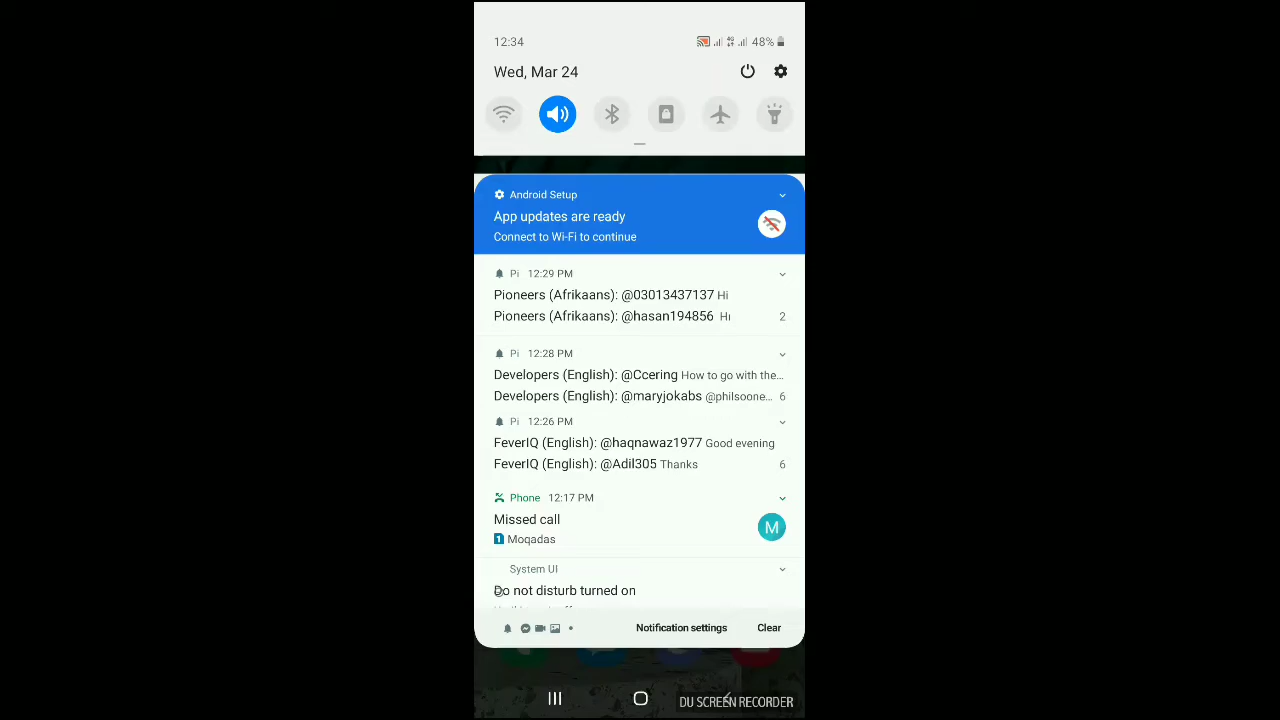 12:34 4G 48%
Wed, Mar 24
Android Setup
App updates are ready
Connect to Wi-Fi to continue
Pi 12:29 PM
Pioneers (Afrikaans): @03013437137 Hi
Pioneers (Afrikaans): @hasan194856 Hi 2
Pi 12:28 PM
Developers (English): @Ccering How to go with the...
Developers (English): @maryjokabs @philsoone... 6
Pi 12:26 PM
FeverIQ (English): @haqnawaz1977 Good evening
FeverIQ (English): @Adil305 Thanks 6
Phone 12:17 PM
Missed call
M
1 Moqadas
System UI
Do not disturb turned on
Notification settings Clear
DU SCREEN RECORDER